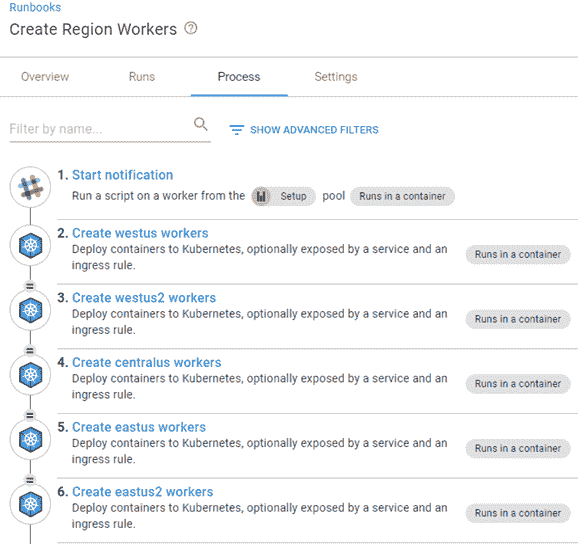 Runbooks
Create Region Workers ?
Overview Runs Process Settings
Filter by name... SHOW ADVANCED FILTERS
1. Start notification
Run a script on a worker from the Setup pool Runs in a container
2. Create westus workers
Deploy containers to Kubernetes, optionally exposed by a service and an
ingress rule.
Runs in a container
3. Create westus2 workers
Deploy containers to Kubernetes, optionally exposed by a service and an
ingress rule.
Runs in a container
4. Create centralus workers
Deploy containers to Kubernetes, optionally exposed by a service and an
ingress rule.
Runs in a container
5. Create eastus workers
Deploy containers to Kubernetes, optionally exposed by a service and an
ingress rule.
Runs in a container
6. Create eastus2 workers
Deploy containers to Kubernetes, optionally exposed by a service and an
ingress rule.
Runs in a container